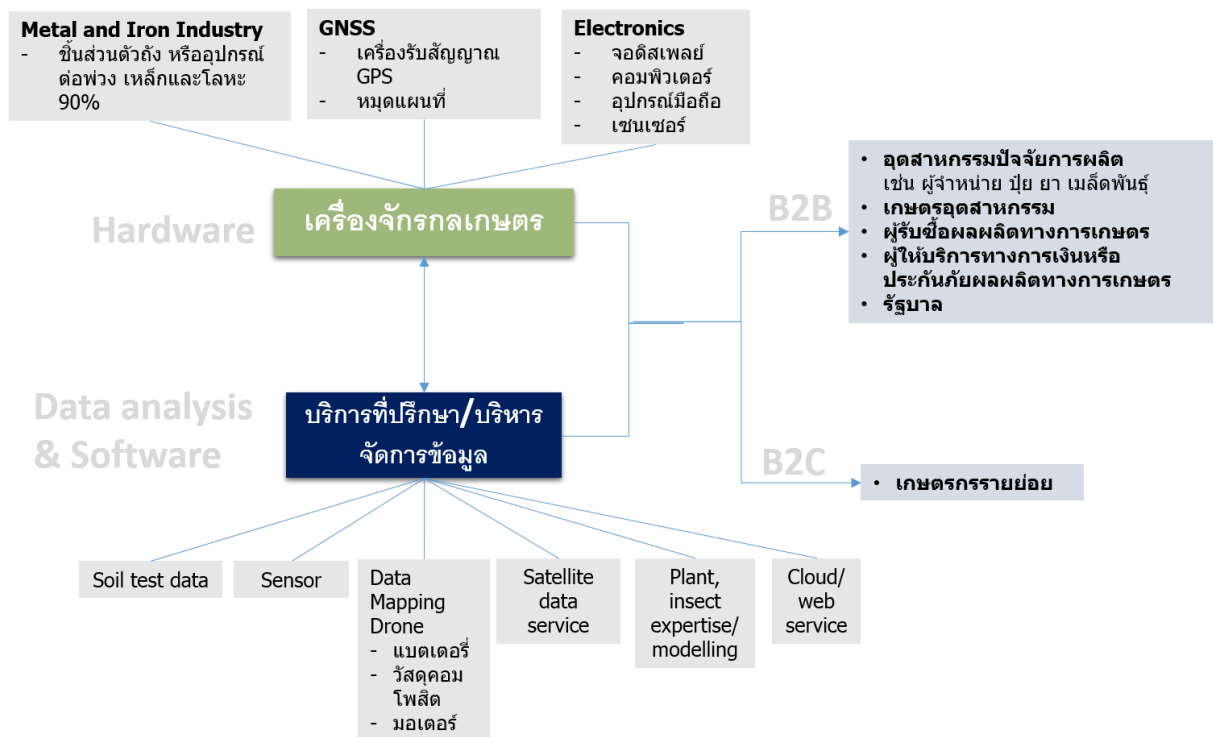 Metal and Iron Industry
- ชิ้นส่วนตัวถัง หรืออุปกรณ์
ต่อพ่วง เหล็กและโลหะ
90%
GNSS
- เครื่องรับสัญญาณ
GPS
- หมุดแผนที่
Electronics
- จอดิสเพลย์
- คอมพิวเตอร์
- อุปกรณ์มือถือ
- เซนเซอร์
Hardware
เครื่องจักรกลเกษตร
B2B
• อุตสาหกรรมปัจจัยการผลิต
เช่น ผู้จำหน่าย ปุ๋ย ยา เมล็ดพันธุ์
• เกษตรอุตสาหกรรม
• ผู้รับซื้อผลผลิตทางการเกษตร
• ผู้ให้บริการทางการเงินหรือ
ประกันภัยผลผลิตทางการเกษตร
• รัฐบาล
Data analysis
& Software
บริการที่ปรึกษา/บริหาร
จัดการข้อมูล
B2C
• เกษตรกรรายย่อย
Soil test data
Sensor
Data
Mapping
Drone
- แบตเตอรี่
- วัสดุคอม
โพสิต
- มอเตอร์
Satellite
data
service
Plant,
insect
expertise/
modelling
Cloud/
web
service